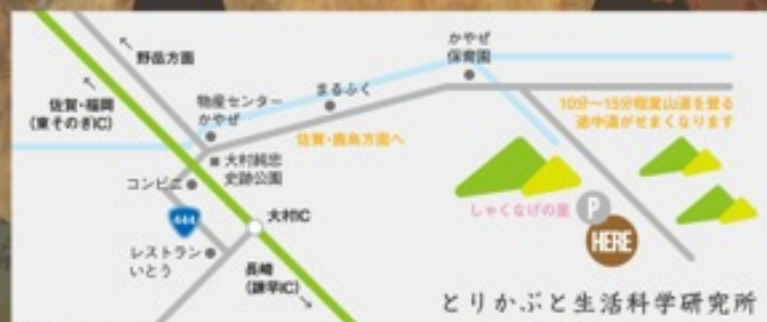 野岳方面
佐賀・福岡
(東そのぎIC)
物産センター
かやぜ
まるふく
かやぜ
保育園
10分〜15分程度山道を登る
途中道がせまくなります
佐賀・鹿島方面へ
大村純忠
史跡公園
コンビニ
444
大村IC
しゃくなげの里
P
HERE
レストラン
いとう
長崎
(諫早IC)
とりかぶと生活科学研究所